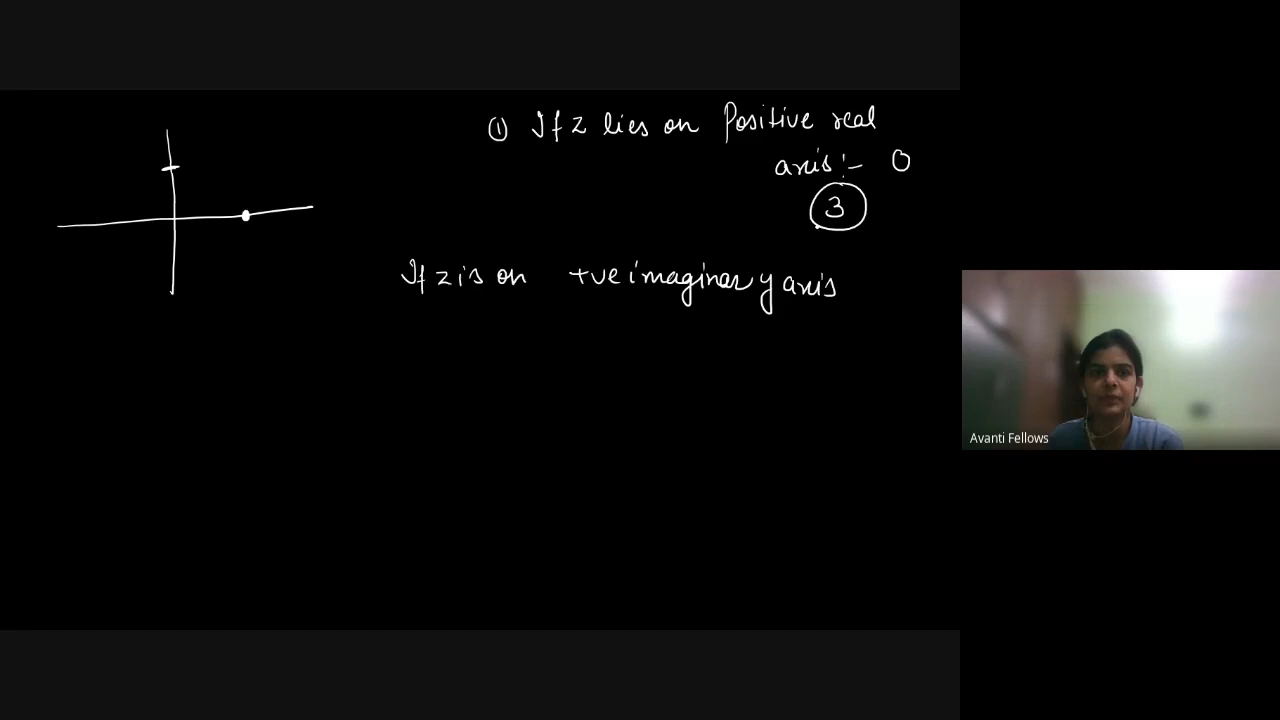 ① If z lies on Positive real
axis :- 0
3
If z is on +ve imaginary axis
Avanti Fellows